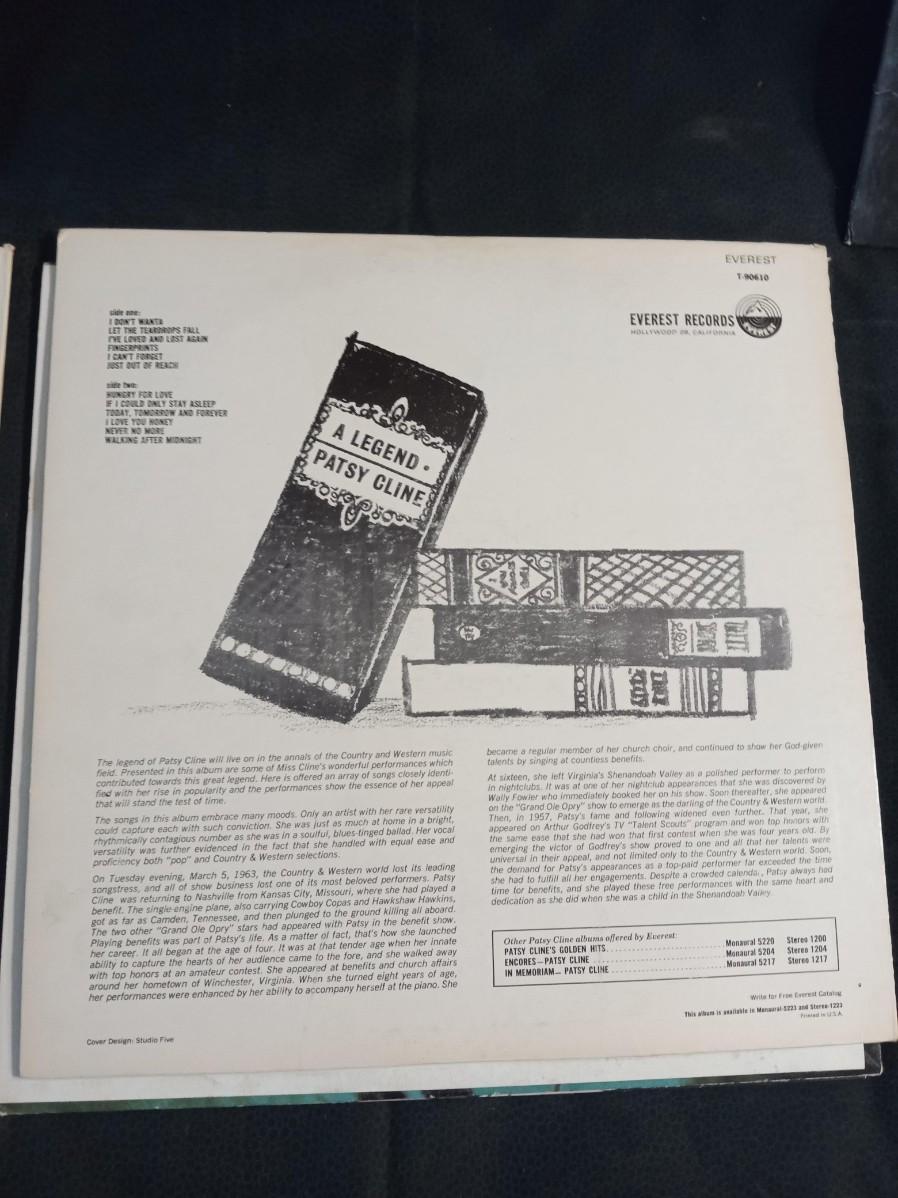 EVEREST
T-90610
EVEREST RECORDS
HOLLYWOOD 28, CALIFORNIA
EVEREST
side one:
I DON'T WANTA
LET THE TEARDROPS FALL
I'VE LOVED AND LOST AGAIN
FINGERPRINTS
I CAN'T FORGET
JUST OUT OF REACH
side two:
HUNGRY FOR LOVE
IF I COULD ONLY STAY ASLEEP
TODAY, TOMORROW AND FOREVER
I LOVE YOU HONEY
NEVER NO MORE
WALKING AFTER MIDNIGHT
A LEGEND •
PATSY CLINE
The legend of Patsy Cline will live on in the annals of the Country and Western music
field. Presented in this album are some of Miss Cline's wonderful performances which
contributed towards this great legend. Here is offered an array of songs closely identi-
fied with her rise in popularity and the performances show the essence of her appeal
that will stand the test of time.
The songs in this album embrace many moods. Only an artist with her rare versatility
could capture each with such conviction. She was just as much at home in a bright,
rhythmically contagious number as she was in a soulful, blues-tinged ballad. Her vocal
versatility was further evidenced in the fact that she handled with equal ease and
proficiency both "pop" and Country & Western selections.
On Tuesday evening, March 5, 1963, the Country & Western world lost its leading
songstress, and all of show business lost one of its most beloved performers. Patsy
Cline was returning to Nashville from Kansas City, Missouri, where she had played a
benefit. The single-engine plane, also carrying Cowboy Copas and Hawkshaw Hawkins,
got as far as Camden, Tennessee, and then plunged to the ground killing all aboard.
The two other "Grand Ole Opry" stars had appeared with Patsy in the benefit show.
Playing benefits was part of Patsy's life. As a matter of fact, that's how she launched
her career. It all began at the age of four. It was at that tender age when her innate
ability to capture the hearts of her audience came to the fore, and she walked away
with top honors at an amateur contest. She appeared at benefits and church affairs
around her hometown of Winchester, Virginia. When she turned eight years of age,
her performances were enhanced by her ability to accompany herself at the piano. She
became a regular member of her church choir, and continued to show her God-given
talents by singing at countless benefits.
At sixteen, she left Virginia's Shenandoah Valley as a polished performer to perform
in nightclubs. It was at one of her nightclub appearances that she was discovered by
Wally Fowler who immediately booked her on his show. Soon thereafter, she appeared
on the "Grand Ole Opry" show to emerge as the darling of the Country & Western world.
Then, in 1957, Patsy's fame and following widened even further. That year, she
appeared on Arthur Godfrey's TV "Talent Scouts" program and won top honors with
the same ease that she had won that first contest when she was four years old. By
emerging the victor of Godfrey's show proved to one and all that her talents were
universal in their appeal, and not limited only to the Country & Western world. Soon,
the demand for Patsy's appearances as a top-paid performer far exceeded the time
she had to fulfill all her engagements. Despite a crowded calendar, Patsy always had
time for benefits, and she played these free performances with the same heart and
dedication as she did when she was a child in the Shenandoah Valley.
Other Patsy Cline albums offered by Everest:
PATSY CLINE'S GOLDEN HITS..............................Monaural 5220 Stereo 1200
ENCORES—PATSY CLINE ..............................Monaural 5204 Stereo 1204
IN MEMORIAM— PATSY CLINE ..............................Monaural 5217 Stereo 1217
Write for Free Everest Catalog
This album is available in Monaural-5223 and Stereo-1223
Printed in U.S.A.
Cover Design: Studio Five